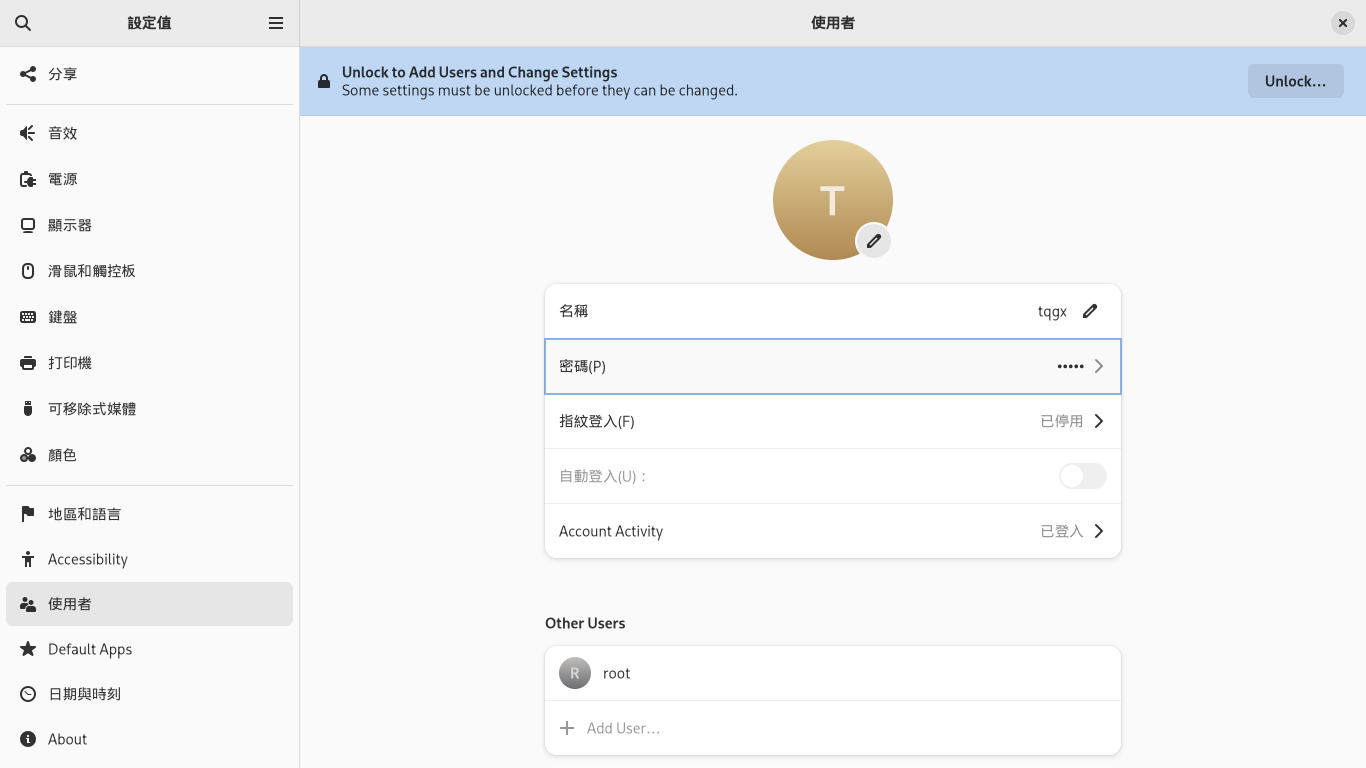 設定值
使用者
分享
音效
電源
顯示器
滑鼠和觸控板
鍵盤
打印機
可移除式媒體
顏色
地區和語言
Accessibility
使用者
Default Apps
日期與時刻
About
Unlock to Add Users and Change Settings
Some settings must be unlocked before they can be changed.
Unlock…
T
名稱
tqgx
密碼(P)
•••••
指紋登入(F)
已停用
自動登入(U)：
Account Activity
已登入
Other Users
R
root
Add User…